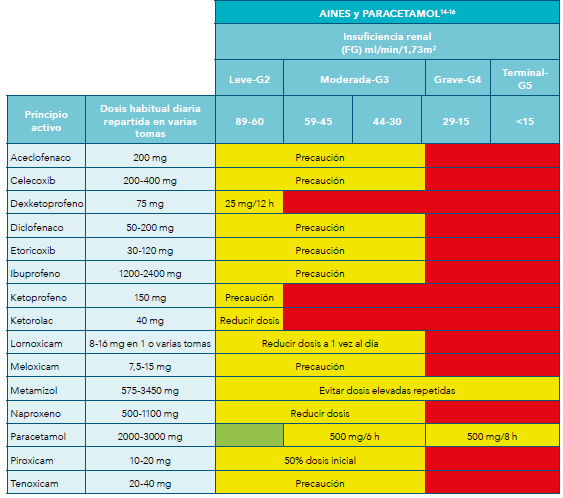 AINES y PARACETAMOL¹⁴⁻¹⁶
Insuficiencia renal
(FG) ml/min/1,73m²
Leve-G2 Moderada-G3 Grave-G4 Terminal-
G5
Principio
activo
Dosis habitual diaria
repartida en varias
tomas
89-60 59-45 44-30 29-15 <15
Aceclofenaco 200 mg Precaución
Celecoxib 200-400 mg Precaución
Dexketoprofeno 75 mg 25 mg/12 h
Diclofenaco 50-200 mg Precaución
Etoricoxib 30-120 mg Precaución
Ibuprofeno 1200-2400 mg Precaución
Ketoprofeno 150 mg Precaución
Ketorolac 40 mg Reducir dosis
Lornoxicam 8-16 mg en 1 o varias tomas Reducir dosis a 1 vez al día
Meloxicam 7,5-15 mg Precaución
Metamizol 575-3450 mg Evitar dosis elevadas repetidas
Naproxeno 500-1100 mg Reducir dosis
Paracetamol 2000-3000 mg 500 mg/6 h 500 mg/8 h
Piroxicam 10-20 mg 50% dosis inicial
Tenoxicam 20-40 mg Precaución